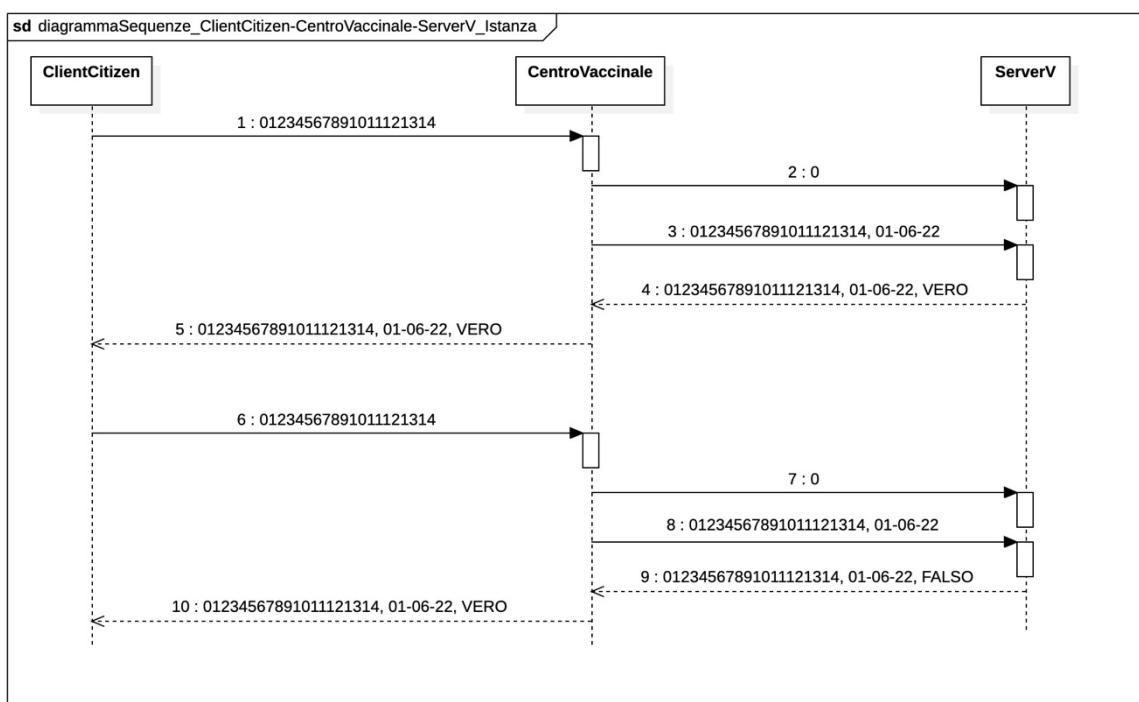 sd diagrammaSequenze_ClientCitizen-CentroVaccinale-ServerV_Istanza
ClientCitizen
CentroVaccinale
ServerV
1 : 01234567891011121314
2 : 0
3 : 01234567891011121314, 01-06-22
4 : 01234567891011121314, 01-06-22, VERO
5 : 01234567891011121314, 01-06-22, VERO
6 : 01234567891011121314
7 : 0
8 : 01234567891011121314, 01-06-22
9 : 01234567891011121314, 01-06-22, FALSO
10 : 01234567891011121314, 01-06-22, VERO